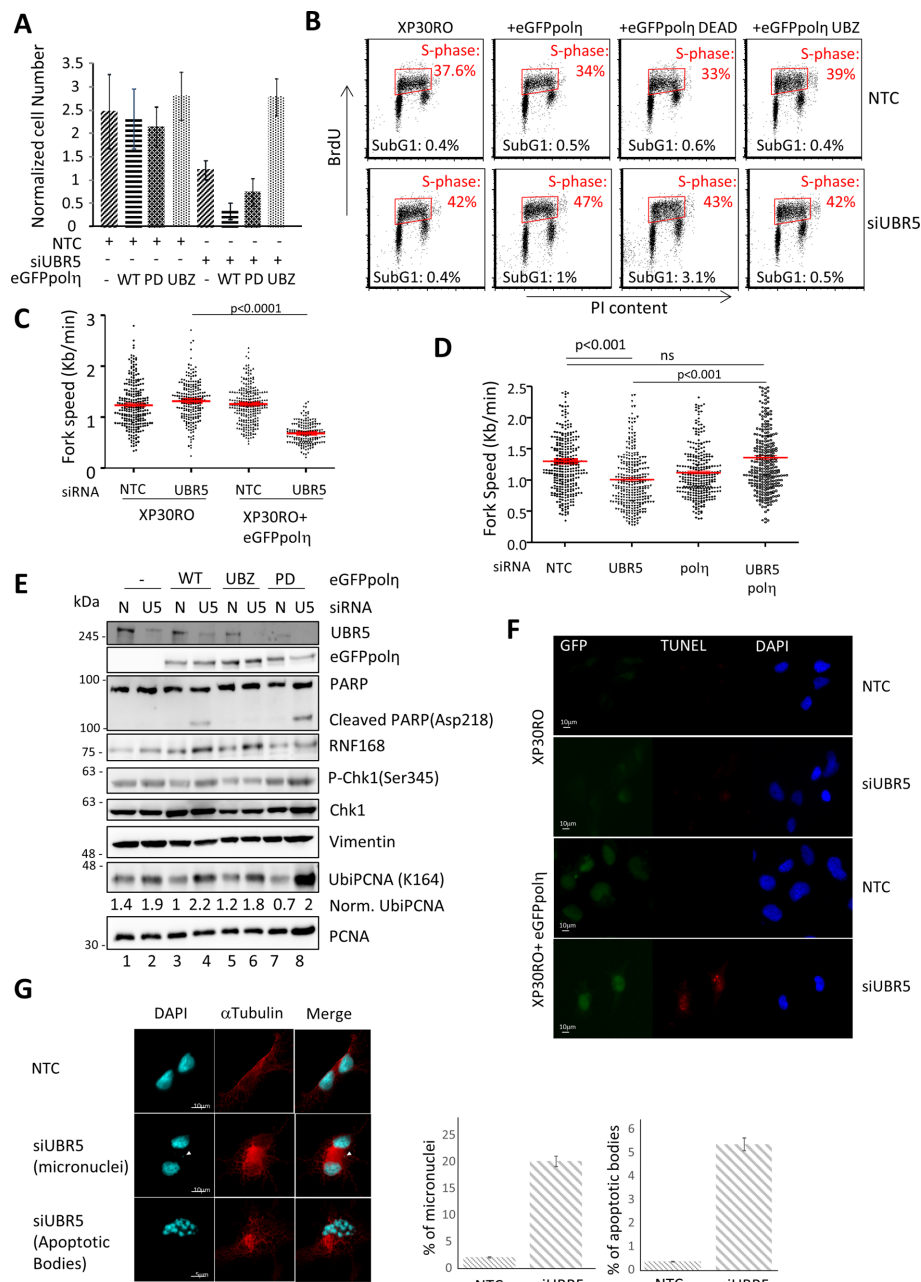 A
Normalized cell Number
3.5
3
2.5
2
1.5
1
0.5
0
NTC + + + + - - - -
siUBR5 - - - - + + + +
eGFPpolη - WT PD UBZ - WT PD UBZ
B
XP30RO +eGFPpolη +eGFPpolη DEAD +eGFPpolη UBZ
S-phase: 37.6% S-phase: 34% S-phase: 33% S-phase: 39%
NTC
SubG1: 0.4% SubG1: 0.5% SubG1: 0.6% SubG1: 0.4%
BrdU
S-phase: 42% S-phase: 47% S-phase: 43% S-phase: 42%
siUBR5
SubG1: 0.4% SubG1: 1% SubG1: 3.1% SubG1: 0.5%
PI content
C
p<0.0001
Fork speed (Kb/min)
3
2
1
0
siRNA NTC UBR5 NTC UBR5
XP30RO XP30RO+
eGFPpolη
D
p<0.001
ns
p<0.001
Fork Speed (Kb/min)
2.5
2.0
1.5
1.0
0.5
0.0
siRNA NTC UBR5 polη UBR5
polη
E
- WT UBZ PD eGFPpolη
kDa
N U5 N U5 N U5 N U5 siRNA
245 - UBR5
eGFPpolη
100 - PARP
100 - Cleaved PARP(Asp218)
75 - RNF168
63 - P-Chk1(Ser345)
63 - Chk1
Vimentin
48 -
48 - UbiPCNA (K164)
1.4 1.9 1 2.2 1.2 1.8 0.7 2 Norm. UbiPCNA
30 - PCNA
1 2 3 4 5 6 7 8
F
GFP TUNEL DAPI
XP30RO
NTC
10µm
siUBR5
10µm
XP30RO+ eGFPpolη
NTC
10µm
siUBR5
10µm
G
DAPI αTubulin Merge
NTC
10µm
siUBR5
(micronuclei)
10µm
siUBR5
(Apoptotic
Bodies)
5µm
% of micronuclei
25
20
15
10
5
0
NTC siUBR5
% of apoptotic bodies
6
5
4
3
2
1
0
NTC siUBR5